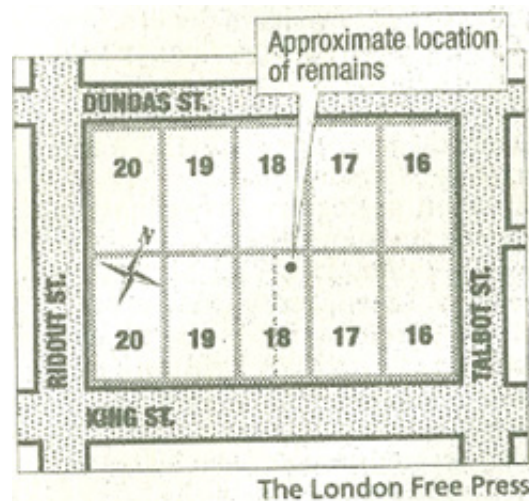 Approximate location
of remains
DUNDAS ST.
20 19 18 17 16
N
RIDOUT ST.
TALBOT ST.
20 19 18 17 16
KING ST.
The London Free Press